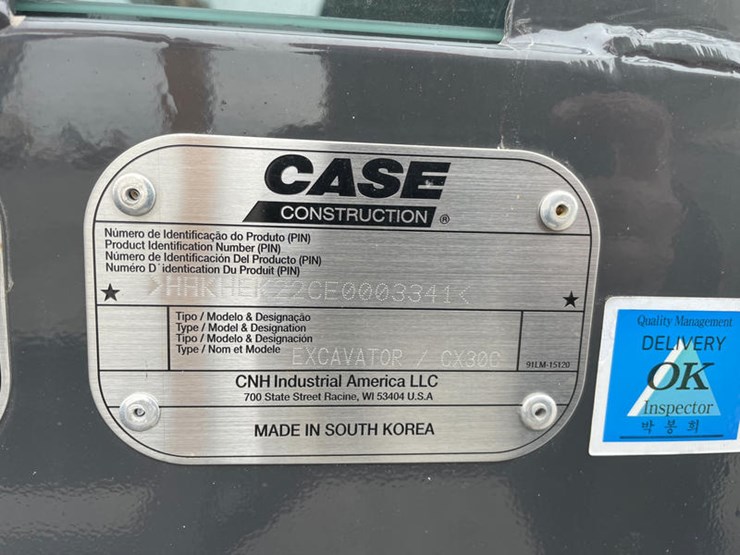 CASE
CONSTRUCTION ®
Número de Identificação do Produto (PIN)
Product Identification Number (PIN)
Número de Identificación Del Producto (PIN)
Numéro D´identication Du Produit (PIN)
Tipo / Modelo & Designação
Type / Model & Designation
Tipo / Modelo & Designación
Type / Nom et Modele
EXCAVATOR CX30C
91LM-15120
CNH Industrial America LLC
700 State Street Racine, WI 53404 U.S.A
MADE IN SOUTH KOREA
Quality Management
DELIVERY
OK
Inspector
박봉희